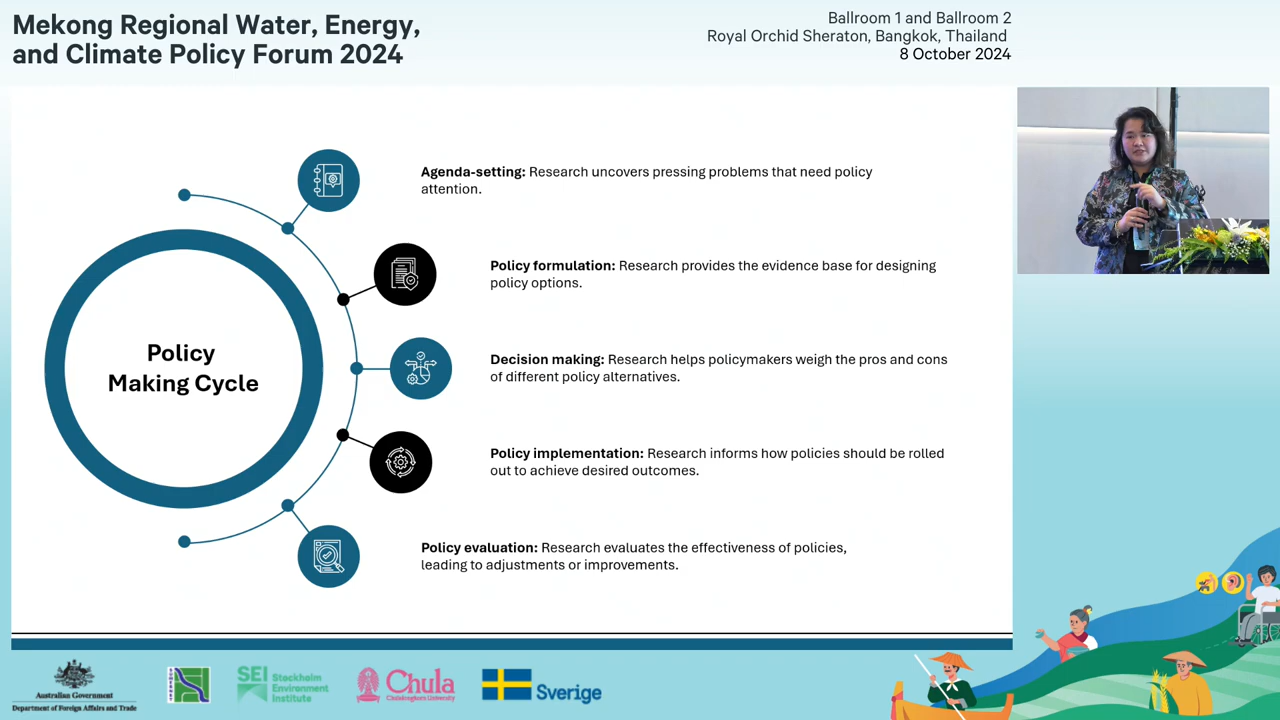 Mekong Regional Water, Energy,
and Climate Policy Forum 2024
Ballroom 1 and Ballroom 2
Royal Orchid Sheraton, Bangkok, Thailand
8 October 2024
Agenda-setting: Research uncovers pressing problems that need policy
attention.
Policy formulation: Research provides the evidence base for designing
policy options.
Policy
Making Cycle
Decision making: Research helps policymakers weigh the pros and cons
of different policy alternatives.
Policy implementation: Research informs how policies should be rolled
out to achieve desired outcomes.
Policy evaluation: Research evaluates the effectiveness of policies,
leading to adjustments or improvements.
Australian Government
Department of Foreign Affairs and Trade
SEI Stockholm
Environment
Institute
Chula
Chulalongkorn University
Sverige